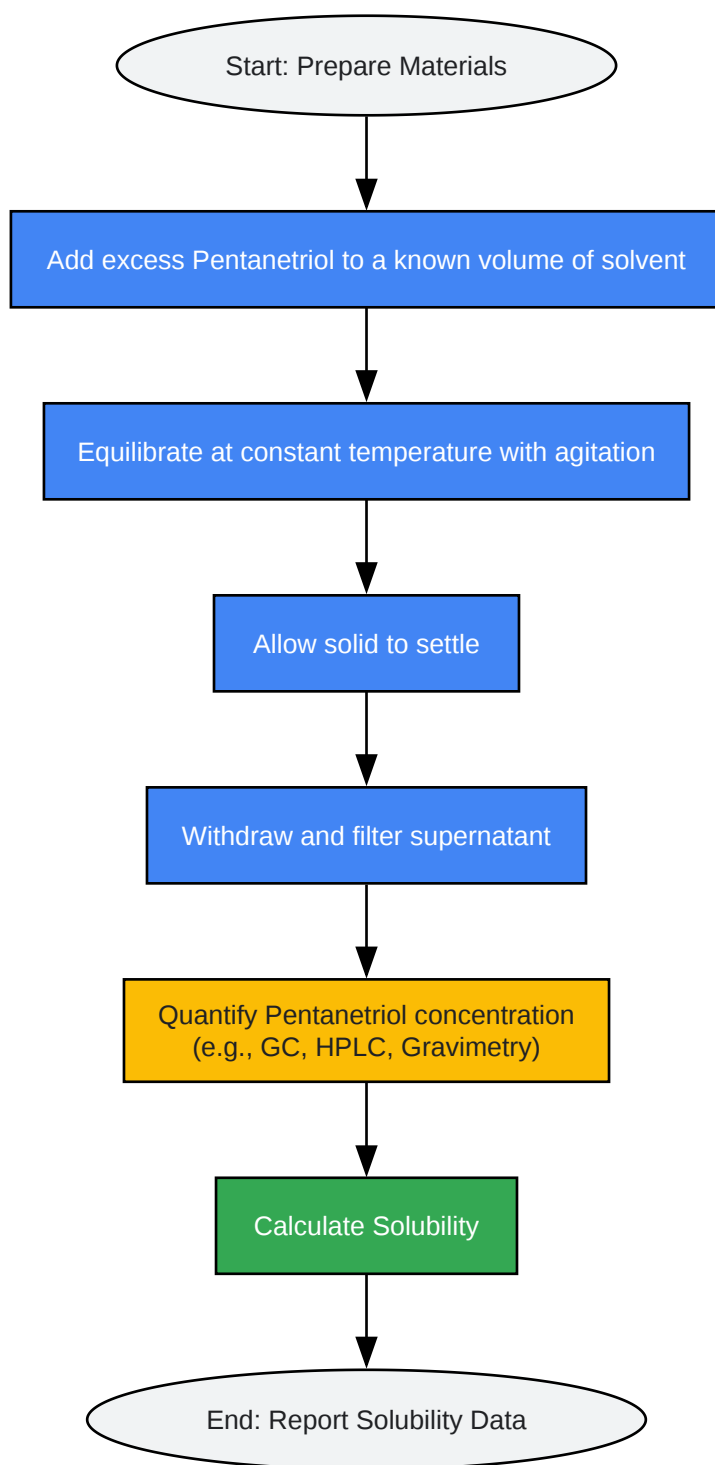 Start: Prepare Materials
Add excess Pentanetriol to a known volume of solvent
Equilibrate at constant temperature with agitation
Allow solid to settle
Withdraw and filter supernatant
Quantify Pentanetriol concentration
(e.g., GC, HPLC, Gravimetry)
Calculate Solubility
End: Report Solubility Data